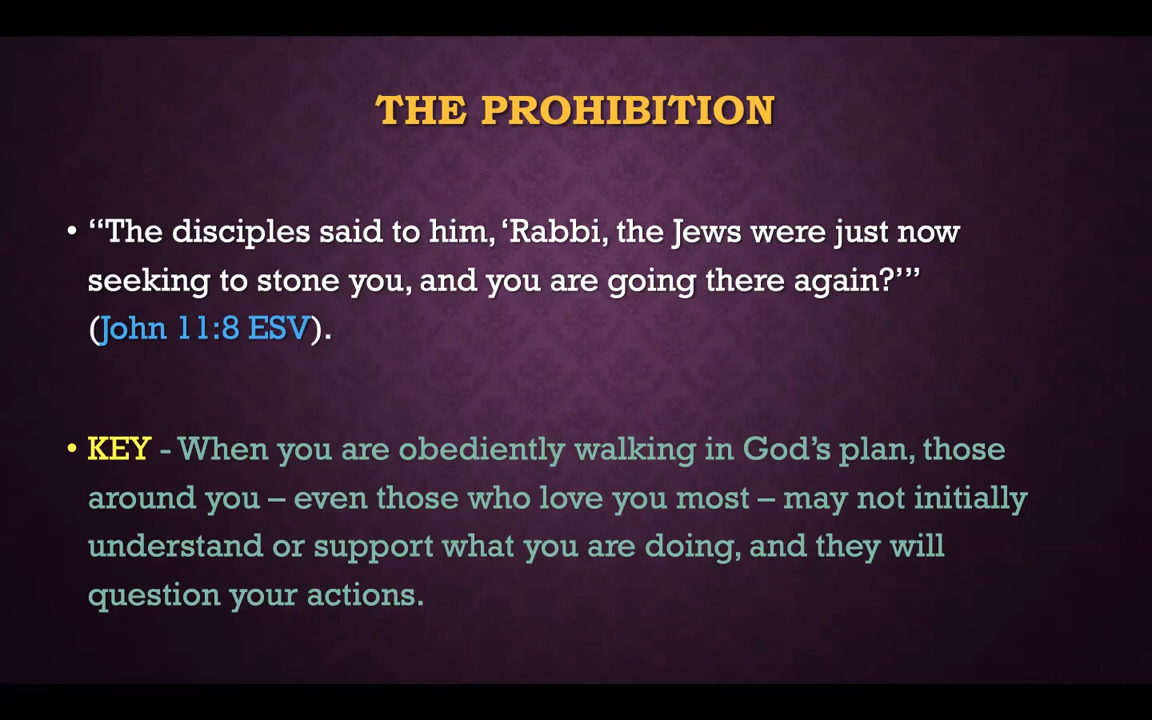 THE PROHIBITION
• “The disciples said to him, ‘Rabbi, the Jews were just now
seeking to stone you, and you are going there again?’”
(John 11:8 ESV).
• KEY - When you are obediently walking in God’s plan, those
around you – even those who love you most – may not initially
understand or support what you are doing, and they will
question your actions.